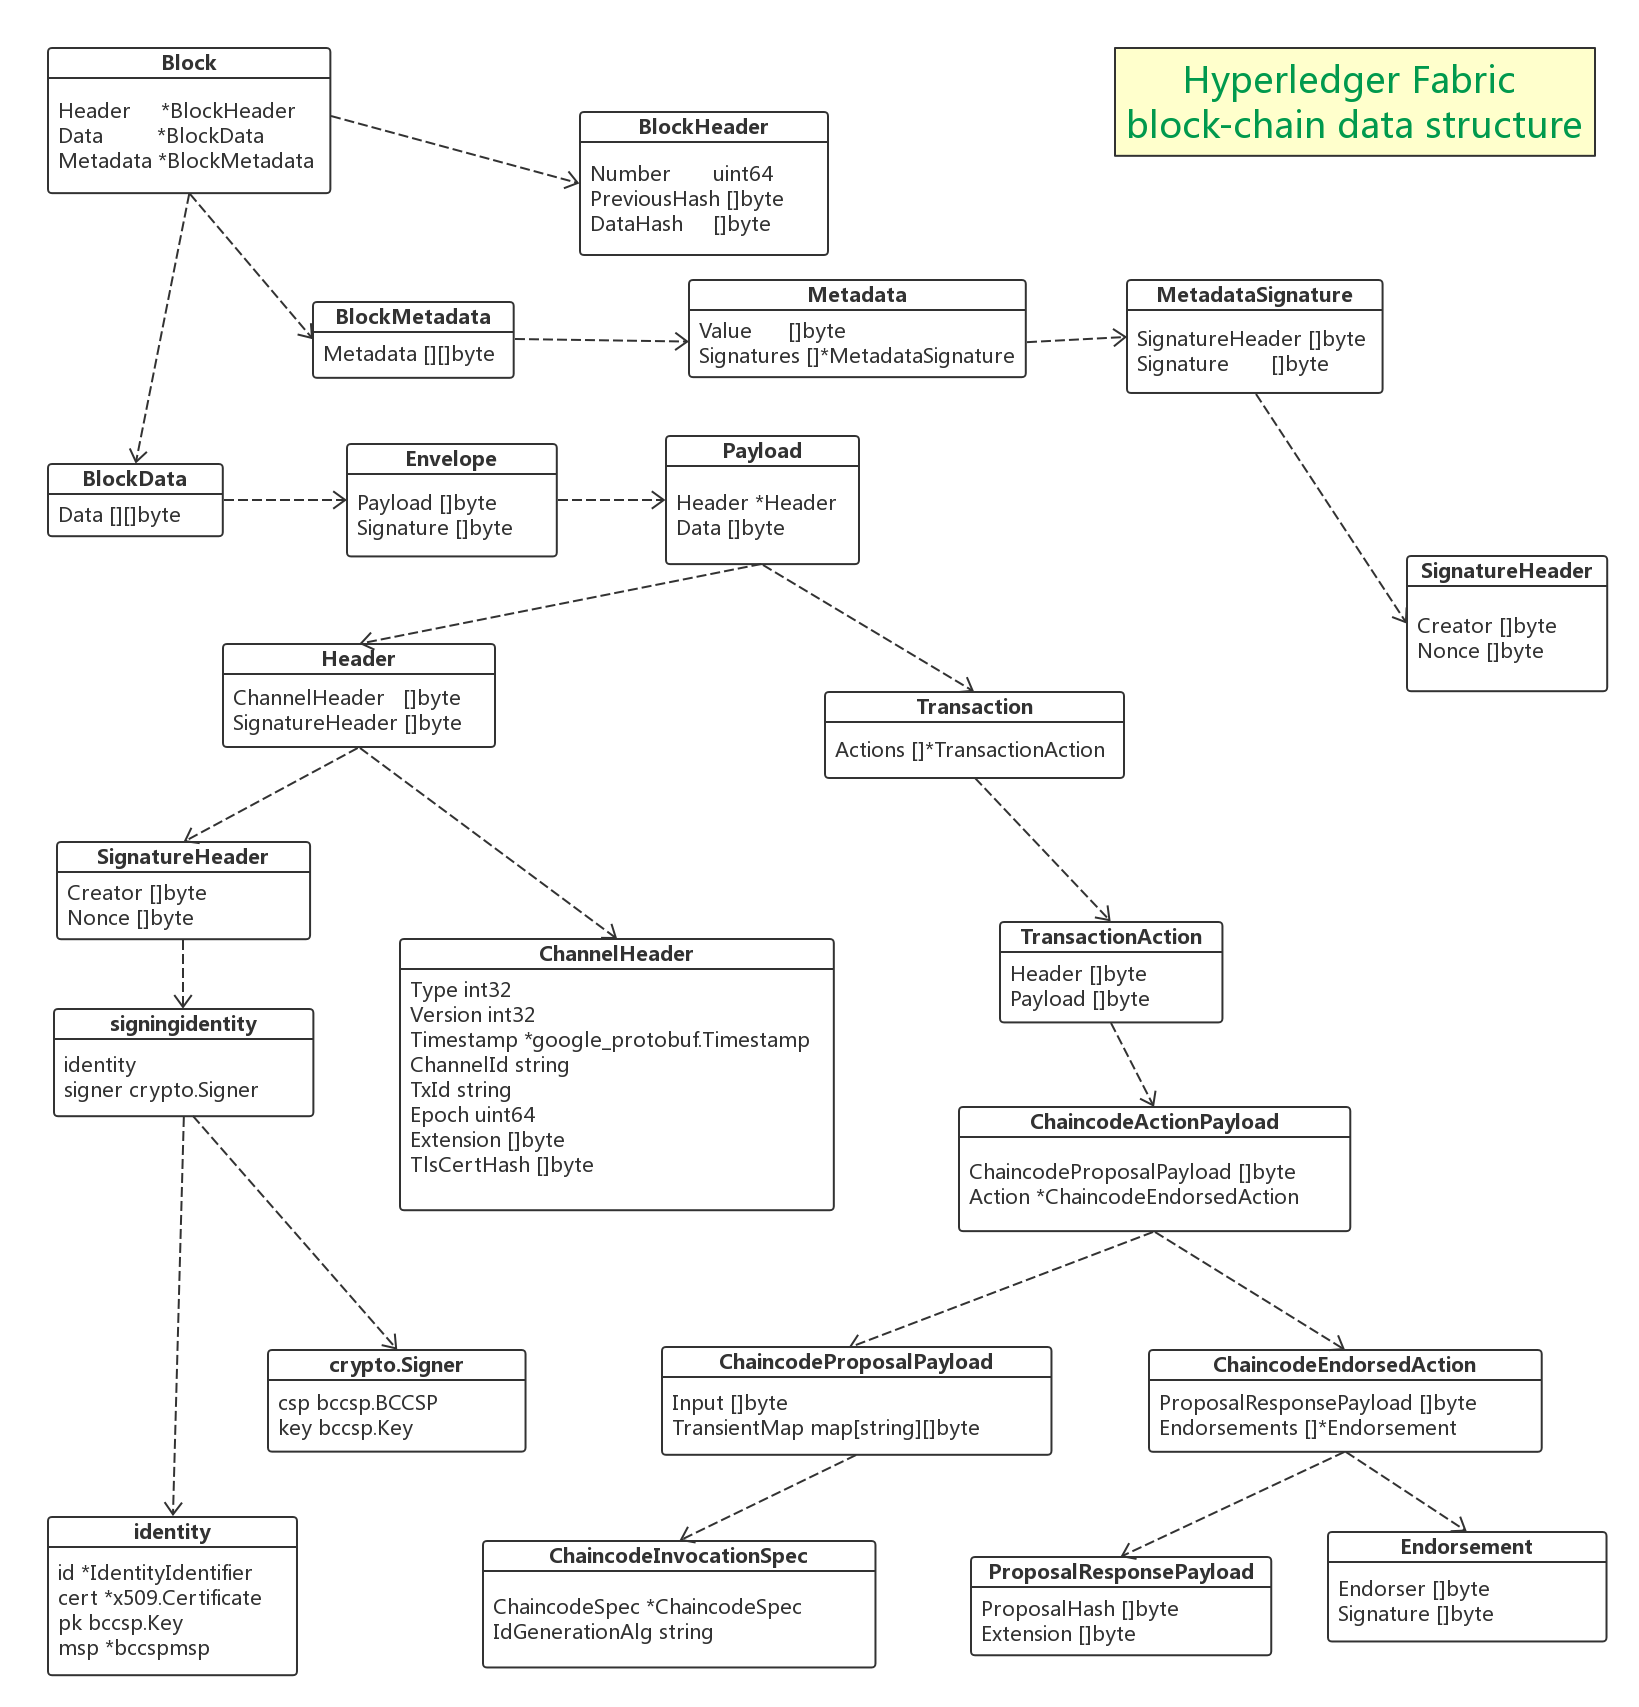 Block
Header *BlockHeader
Data *BlockData
Metadata *BlockMetadata
Hyperledger Fabric
block-chain data structure
BlockHeader
Number uint64
PreviousHash []byte
DataHash []byte
BlockMetadata
Metadata [][]byte
Metadata
Value []byte
Signatures []*MetadataSignature
MetadataSignature
SignatureHeader []byte
Signature []byte
BlockData
Data [][]byte
Envelope
Payload []byte
Signature []byte
Payload
Header *Header
Data []byte
SignatureHeader
Creator []byte
Nonce []byte
Header
ChannelHeader []byte
SignatureHeader []byte
Transaction
Actions []*TransactionAction
SignatureHeader
Creator []byte
Nonce []byte
ChannelHeader
Type int32
Version int32
Timestamp *google_protobuf.Timestamp
ChannelId string
TxId string
Epoch uint64
Extension []byte
TlsCertHash []byte
TransactionAction
Header []byte
Payload []byte
signingidentity
identity
signer crypto.Signer
ChaincodeActionPayload
ChaincodeProposalPayload []byte
Action *ChaincodeEndorsedAction
crypto.Signer
csp bccsp.BCCSP
key bccsp.Key
ChaincodeProposalPayload
Input []byte
TransientMap map[string][]byte
ChaincodeEndorsedAction
ProposalResponsePayload []byte
Endorsements []*Endorsement
identity
id *IdentityIdentifier
cert *x509.Certificate
pk bccsp.Key
msp *bccspmsp
ChaincodeInvocationSpec
ChaincodeSpec *ChaincodeSpec
IdGenerationAlg string
ProposalResponsePayload
ProposalHash []byte
Extension []byte
Endorsement
Endorser []byte
Signature []byte